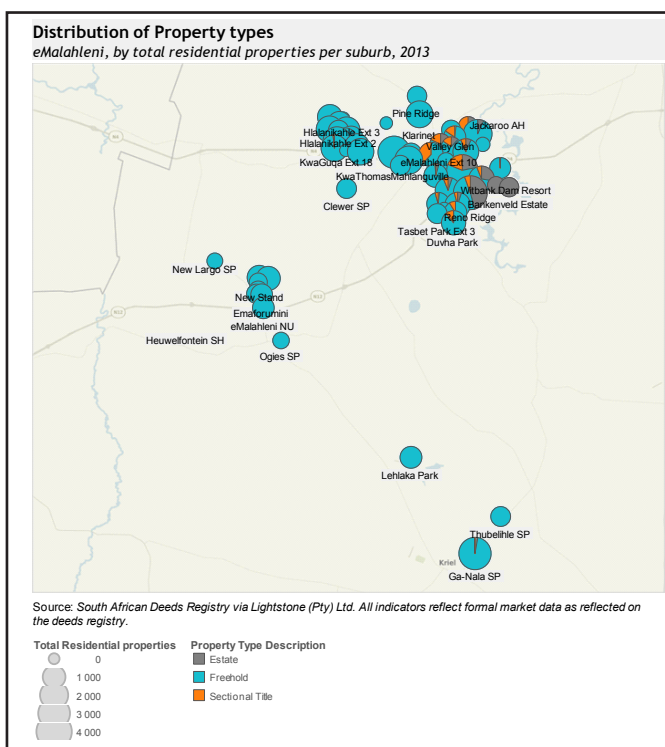 Distribution of Property types
eMalahleni, by total residential properties per suburb, 2013
Pine Ridge
Jackaroo AH
Hlalanikahle Ext 3
Klarinet
Hlalanikahle Ext 2
Valley Glen
KwaGuqa Ext 18
eMalahleni Ext 10
KwaThomasMahlanguville
Witbank Dam Resort
Clewer SP
Bankenveld Estate
Reno Ridge
Tasbet Park Ext 3
Duvha Park
New Largo SP
New Stand
Emaforumini
eMalahleni NU
Heuwelfontein SH
Ogies SP
Lehlaka Park
Thubelihle SP
Kriel
Ga-Nala SP
Source: South African Deeds Registry via Lightstone (Pty) Ltd. All indicators reflect formal market data as reflected on
the deeds registry.
Total Residential properties
0
1 000
2 000
3 000
4 000
Property Type Description
Estate
Freehold
Sectional Title